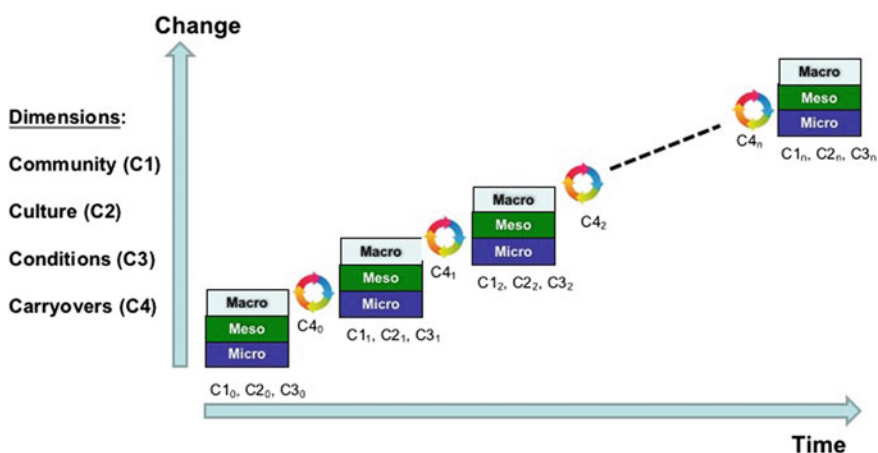 Change
Dimensions:
Community (C1)
Culture (C2)
Conditions (C3)
Carryovers (C4)
Macro
Meso
Micro
C1₀, C2₀, C3₀
C4₀
Macro
Meso
Micro
C1₁, C2₁, C3₁
C4₁
Macro
Meso
Micro
C1₂, C2₂, C3₂
C4₂
C4ₙ
Macro
Meso
Micro
C1ₙ, C2ₙ, C3ₙ
Time